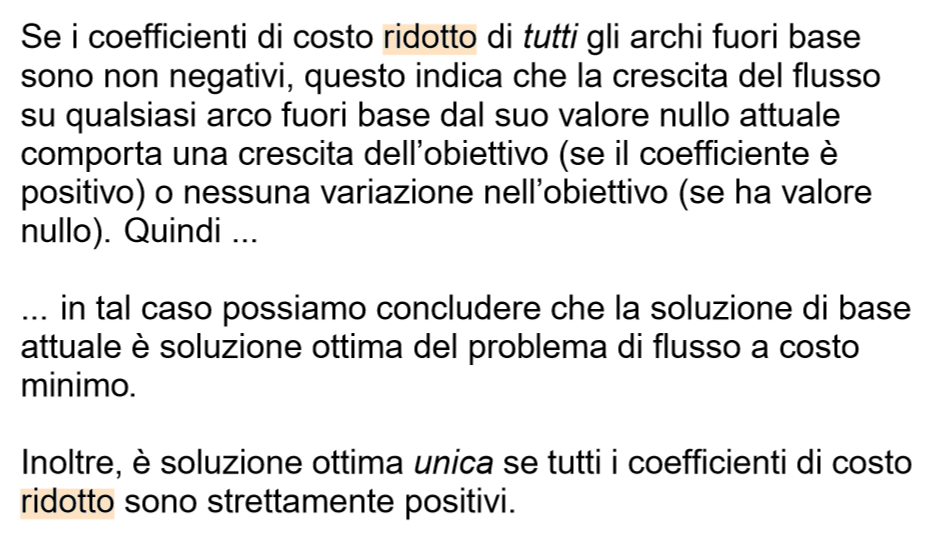 Se i coefficienti di costo ridotto di tutti gli archi fuori base
sono non negativi, questo indica che la crescita del flusso
su qualsiasi arco fuori base dal suo valore nullo attuale
comporta una crescita dell’obiettivo (se il coefficiente è
positivo) o nessuna variazione nell’obiettivo (se ha valore
nullo). Quindi ...
... in tal caso possiamo concludere che la soluzione di base
attuale è soluzione ottima del problema di flusso a costo
minimo.
Inoltre, è soluzione ottima unica se tutti i coefficienti di costo
ridotto sono strettamente positivi.